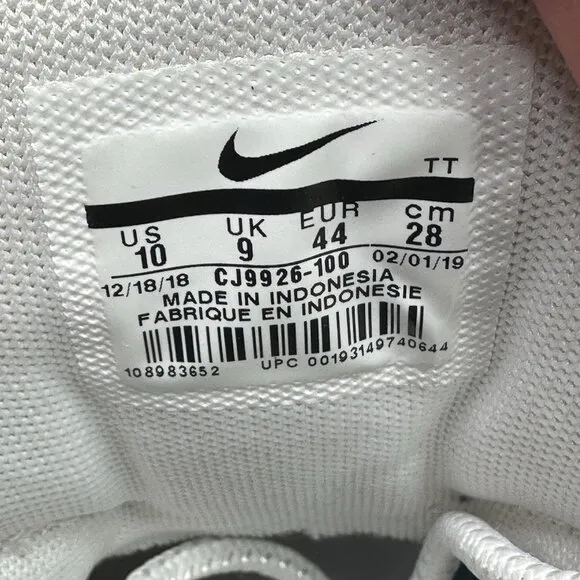 TT
US UK EUR cm
10 9 44 28
12/18/18 CJ9926-100 02/01/19
MADE IN INDONESIA
FABRIQUE EN INDONESIE
108983652 UPC 00193149740644